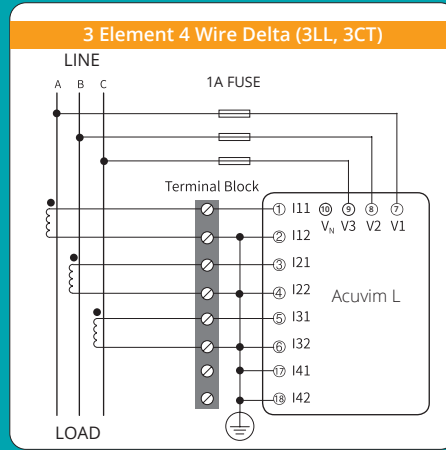 3 Element 4 Wire Delta (3LL, 3CT)
LINE
A B C
1A FUSE
Terminal Block
1 I11 10 9 8 7
VN V3 V2 V1
2 I12
3 I21
4 I22
Acuvim L
5 I31
6 I32
17 I41
18 I42
LOAD